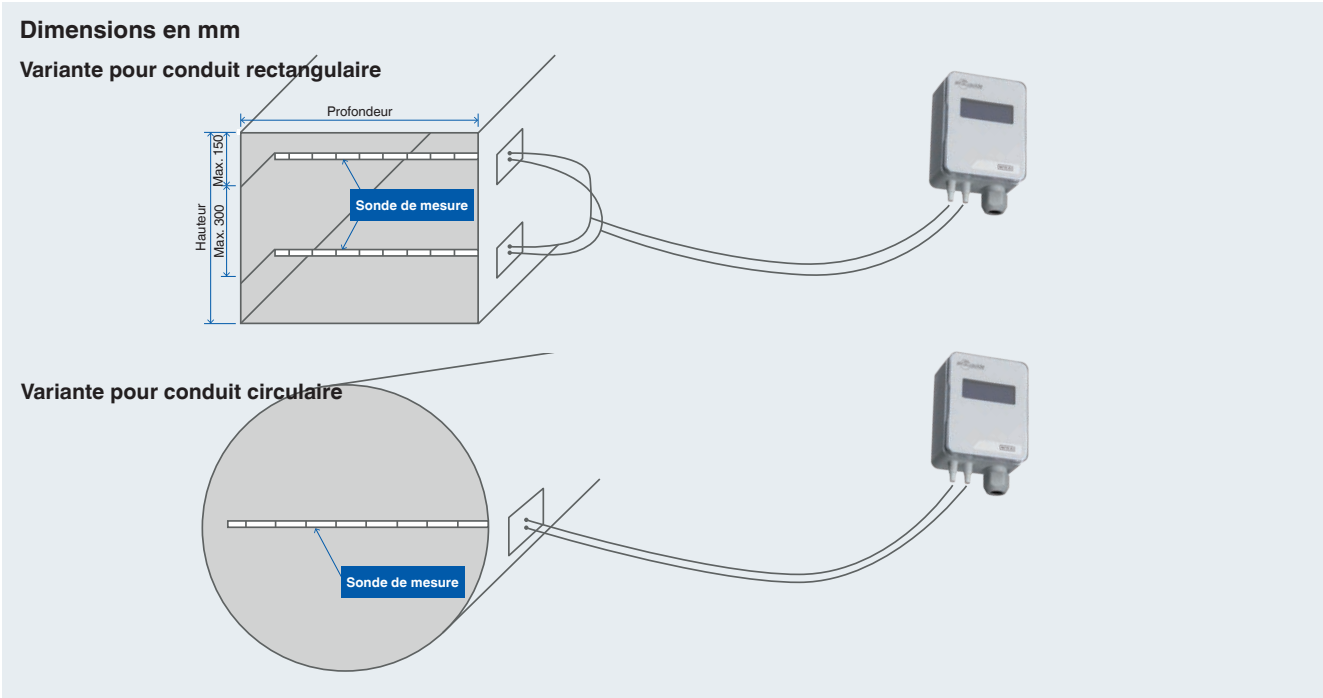 Dimensions en mm
Variante pour conduit rectangulaire
Profondeur
Max. 150
Sonde de mesure
Hauteur
Max. 300
Variante pour conduit circulaire
Sonde de mesure